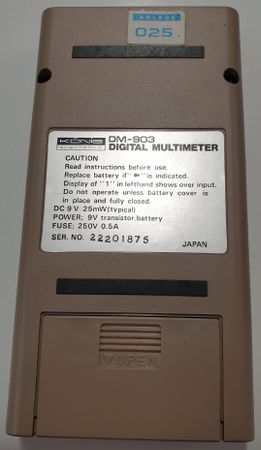 ANLAGE
025.
KÖNIG DM-903
ELECTRONIC DIGITAL MULTIMETER
CAUTION
Read instructions before use.
Replace battery if "←" is indicated.
Display of "1" in lefthand shows over input.
Do not operate unless battery cover is
in place and fully closed.
DC 9V 25mW(typical)
POWER; 9V transistor battery
FUSE: 250V 0.5A
SER. NO. 22201875 JAPAN
OPEN